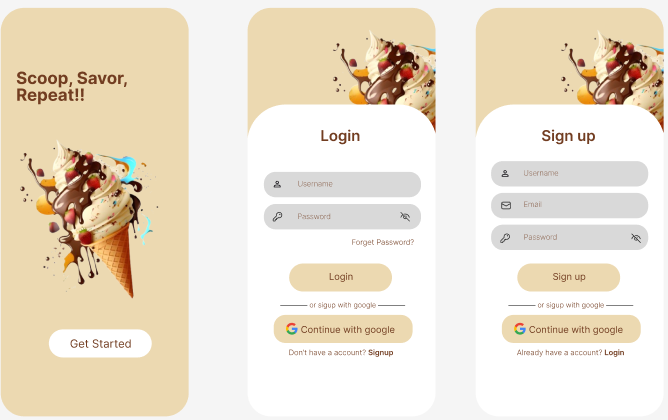 Scoop, Savor,
Repeat!!
Get Started
Login
Username
Password
Forget Password?
Login
or sigup with google
Continue with google
Don't have a account? Signup
Sign up
Username
Email
Password
Sign up
or sigup with google
Continue with google
Already have a account? Login